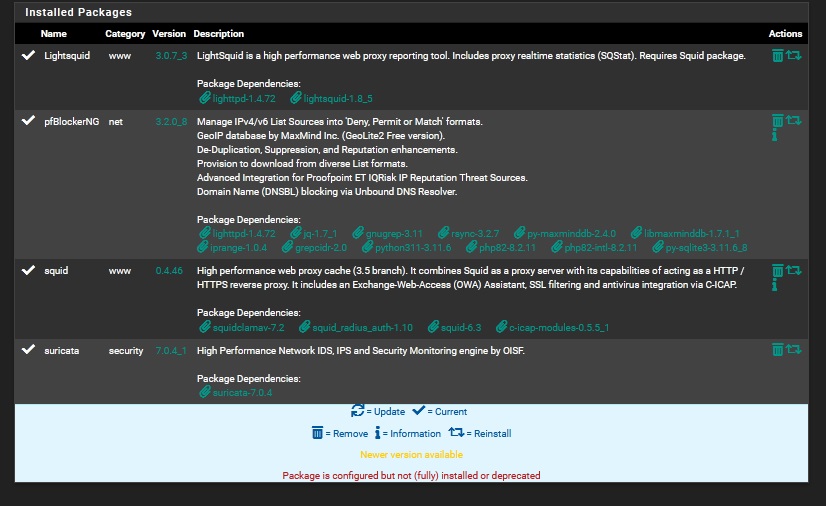 Installed Packages
Name Category Version Description Actions
Lightsquid www 3.0.7_3 LightSquid is a high performance web proxy reporting tool. Includes proxy realtime statistics (SQStat). Requires Squid package.
Package Dependencies:
lighttpd-1.4.72 lightsquid-1.8_5
pfBlockerNG net 3.2.0_8 Manage IPv4/v6 List Sources into 'Deny, Permit or Match' formats.
GeoIP database by MaxMind Inc. (GeoLite2 Free version).
De-Duplication, Suppression, and Reputation enhancements.
Provision to download from diverse List formats.
Advanced Integration for Proofpoint ET IQRisk IP Reputation Threat Sources.
Domain Name (DNSBL) blocking via Unbound DNS Resolver.
Package Dependencies:
lighttpd-1.4.72 jq-1.7_1 gnugrep-3.11 rsync-3.2.7 py-maxminddb-2.4.0 libmaxminddb-1.7.1_1
iprange-1.0.4 grepcidr-2.0 python311-3.11.6 php82-8.2.11 php82-intl-8.2.11 py-sqlite3-3.11.6_8
squid www 0.4.46 High performance web proxy cache (3.5 branch). It combines Squid as a proxy server with its capabilities of acting as a HTTP /
HTTPS reverse proxy. It includes an Exchange-Web-Access (OWA) Assistant, SSL filtering and antivirus integration via C-ICAP.
Package Dependencies:
squidclamav-7.2 squid_radius_auth-1.10 squid-6.3 c-icap-modules-0.5.5_1
suricata security 7.0.4_1 High Performance Network IDS, IPS and Security Monitoring engine by OISF.
Package Dependencies:
suricata-7.0.4
= Update = Current
= Remove = Information = Reinstall
Newer version available
Package is configured but not (fully) installed or deprecated